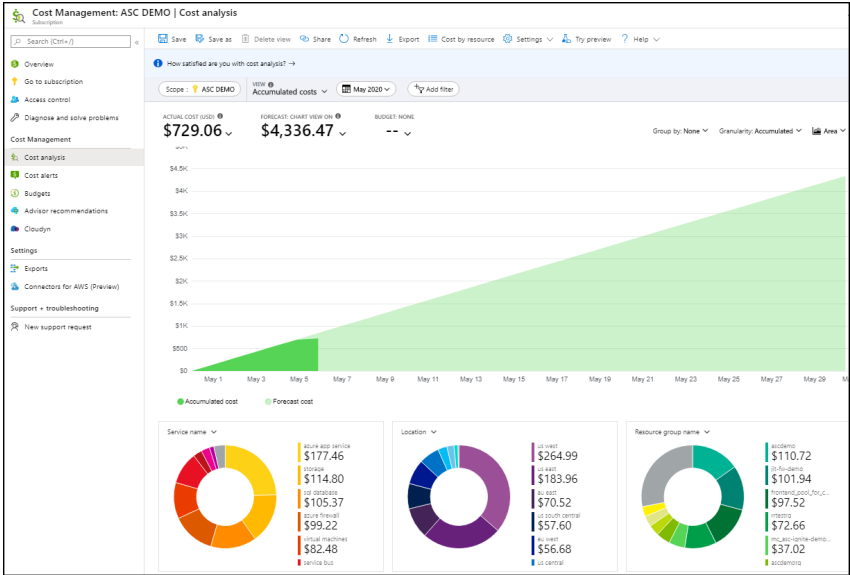 Cost Management: ASC DEMO | Cost analysis
Subscription
Search (Ctrl+/)
«
Overview
Go to subscription
Access control
Diagnose and solve problems
Cost Management
Cost analysis
Cost alerts
Budgets
Advisor recommendations
Cloudyn
Settings
Exports
Connectors for AWS (Preview)
Support + troubleshooting
New support request
Save Save as Delete view Share Refresh Export Cost by resource Settings Try preview ? Help
How satisfied are you with cost analysis? →
Scope : ASC DEMO VIEW Accumulated costs May 2020 Add filter
ACTUAL COST (USD) FORECAST: CHART VIEW ON BUDGET: NONE
$729.06 $4,336.47 --
Group by: None Granularity: Accumulated Area
$4.5K
$4K
$3.5K
$3K
$2.5K
$2K
$1.5K
$1K
$500
$0
May 1 May 3 May 5 May 7 May 9 May 11 May 13 May 15 May 17 May 19 May 21 May 23 May 25 May 27 May 29 M
Accumulated cost Forecast cost
Service name
azure app service
$177.46
storage
$114.80
sql database
$105.37
azure firewall
$99.22
virtual machines
$82.48
service bus
Location
us west
$264.99
us east
$183.96
au east
$70.52
us south central
$57.60
eu west
$56.68
us central
Resource group name
ascdemo
$110.72
jit-fw-demo
$101.94
frontend_pool_for_c...
$97.52
$72.66
mc_asc-ignite-demo...
$37.02
ascdemorg